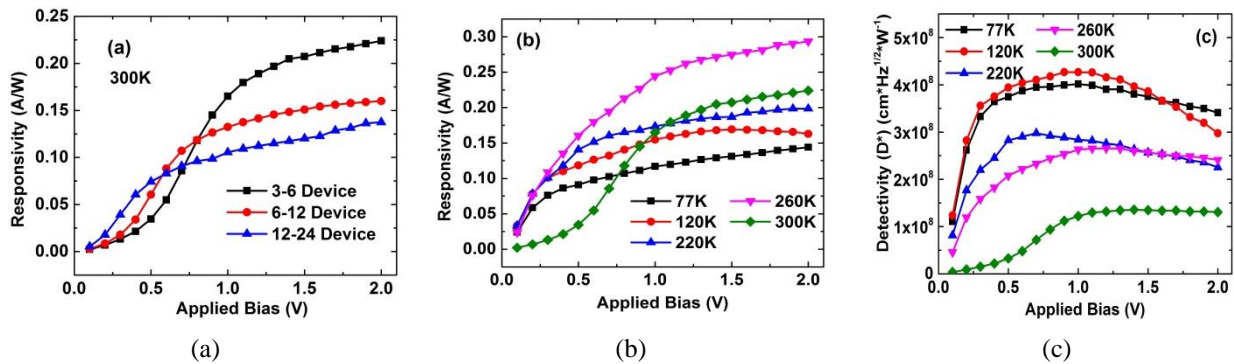 (a)
300K
Responsivity (A/W)
0.25
0.20
0.15
0.10
0.05
0.00
3-6 Device
6-12 Device
12-24 Device
0.0 0.5 1.0 1.5 2.0
Applied Bias (V)
(a)
(b)
Responsivity (A/W)
0.35
0.30
0.25
0.20
0.15
0.10
0.05
0.00
77K 260K
120K 300K
220K
0.0 0.5 1.0 1.5 2.0
Applied Bias (V)
(b)
77K 260K
120K 300K
220K
(c)
Detectivity (D*) (cm*Hz^1/2*W^-1)
5x10^8
4x10^8
3x10^8
2x10^8
1x10^8
0
0.0 0.5 1.0 1.5 2.0
Applied Bias (V)
(c)